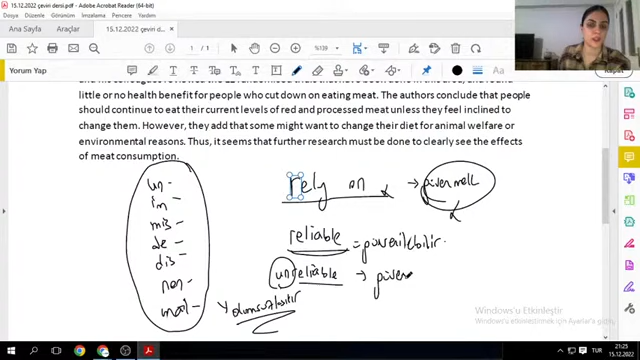 15.12.2022 çeviri dersi.pdf - Adobe Acrobat Reader (64-bit)
Dosya Düzenle Görünüm İmzalama Pencere Yardım
Ana Sayfa Araçlar 15.12.2022 çeviri dersi...
1 / 1 %139
Yorum Yap
little or no health benefit for people who cut down on eating meat. The authors conclude that people
should continue to eat their current levels of red and processed meat unless they feel inclined to
change them. However, they add that some might want to change their diet for animal welfare or
environmental reasons. Thus, it seems that further research must be done to clearly see the effects
of meat consumption.
un-
im-
mis-
de-
dis-
non-
mal-
rely on → güvenmek
reliable = güvenilebilir
unreliable → güven
olumsuzlaştır
Windows'u Etkinleştir
Windows'u etkinleştirmek için Ayarlar'a gidin.
TUR 21:25
15.12.2022